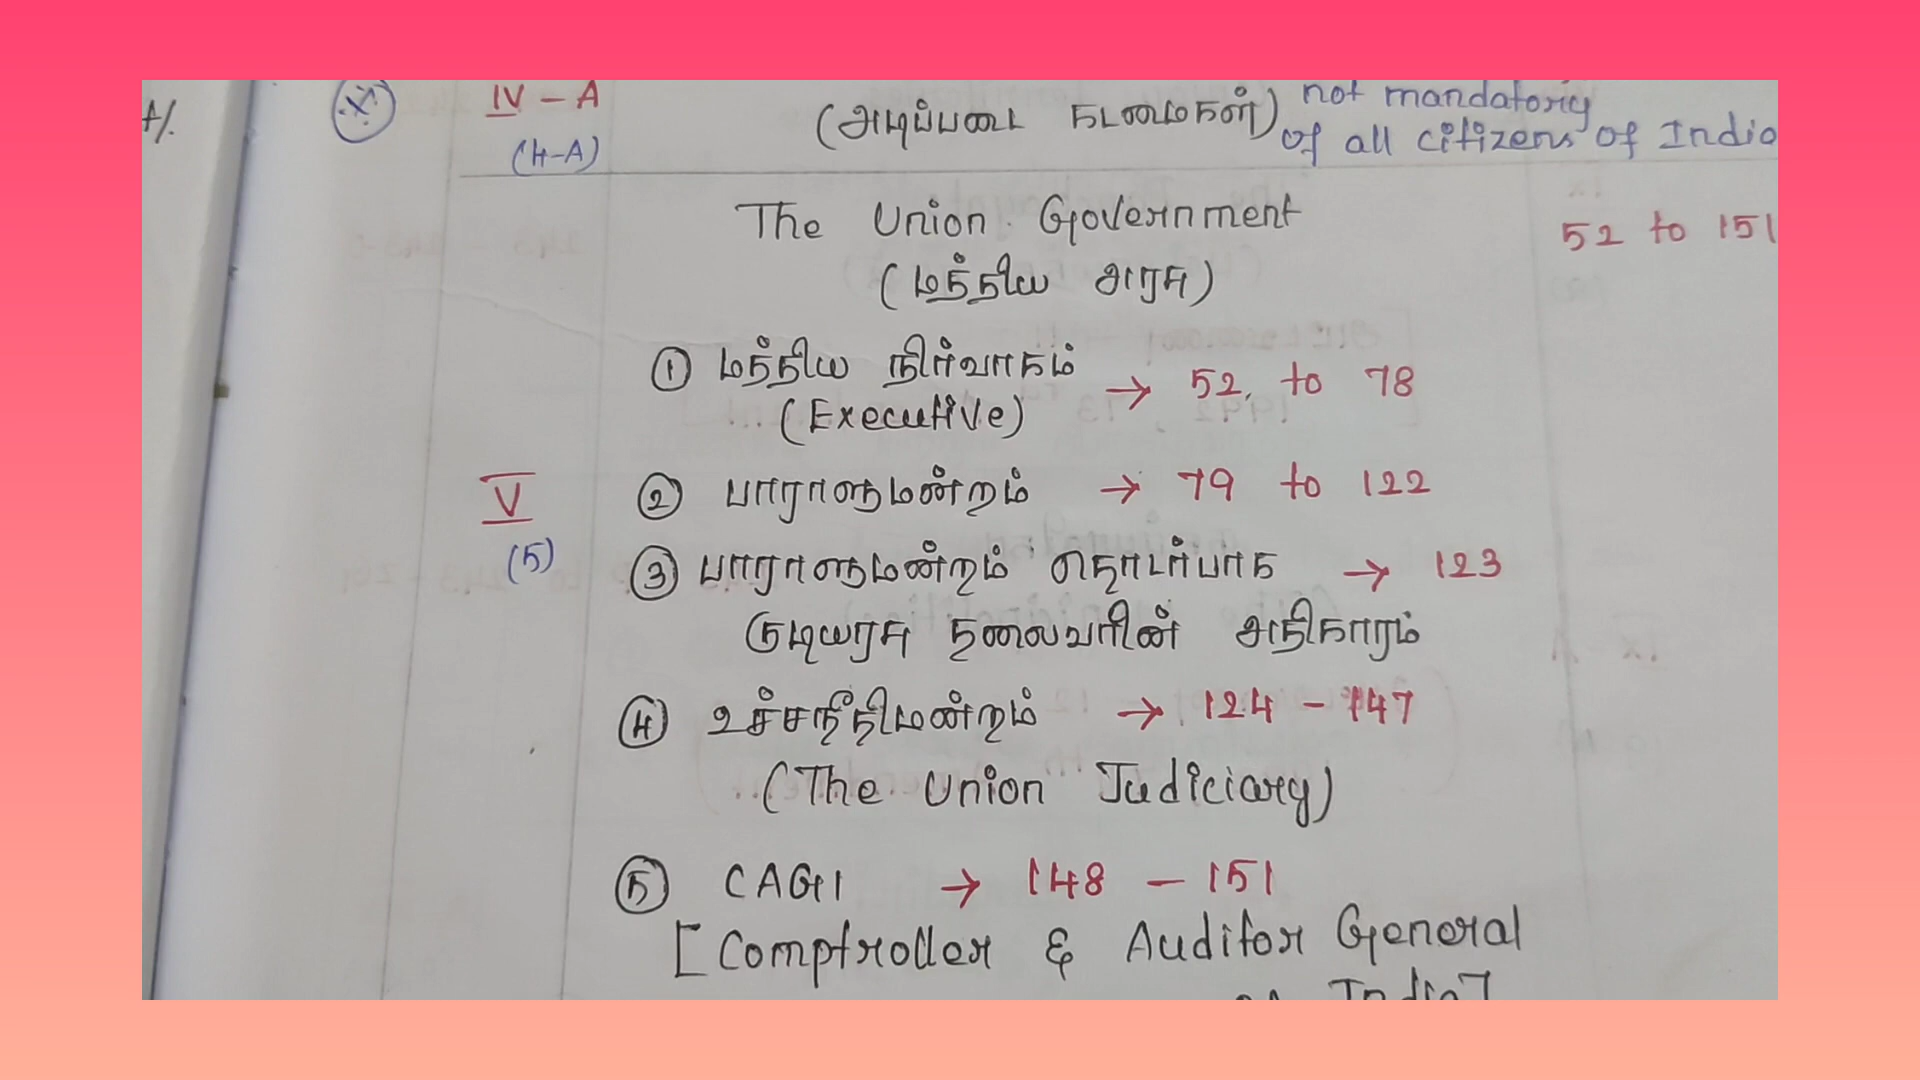 IV - A
(4-A)
(அடிப்படை கடமைகள்) not mandatory
of all citizens of India
The Union Government 52 to 151
(மத்திய அரசு)
① மத்திய நிர்வாகம் → 52 to 78
(Executive)
V
(5)
② பாராளுமன்றம் → 79 to 122
③ பாராளுமன்றம் தொடர்பாக → 123
குடியரசு தலைவரின் அதிகாரம்
④ உச்சநீதிமன்றம் → 124 - 147
(The Union Judiciary)
⑤ CAG → 148 - 151
[Comptroller & Auditor General
of India]